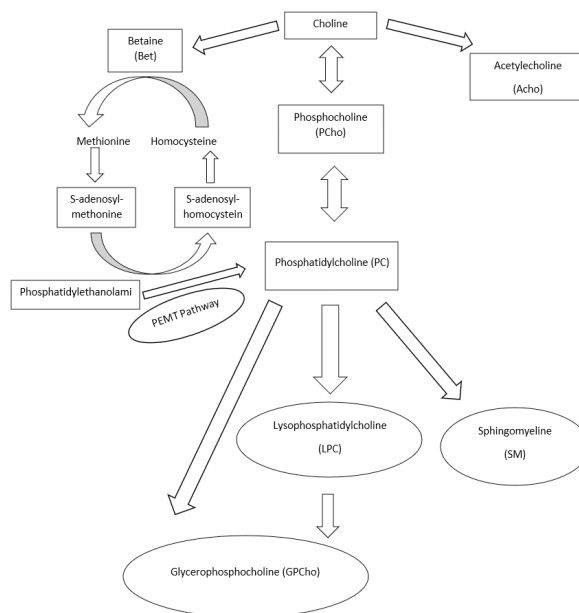 Choline
Betaine
(Bet)
Acetylecholine
(Acho)
Phosphocholine
(PCho)
Methionine
Homocysteine
S-adenosyl-
methonine
S-adenosyl-
homocystein
Phosphatidylcholine (PC)
Phosphatidylethanolami
PEMT Pathway
Lysophosphatidylcholine
(LPC)
Sphingomyeline
(SM)
Glycerophosphocholine (GPCho)